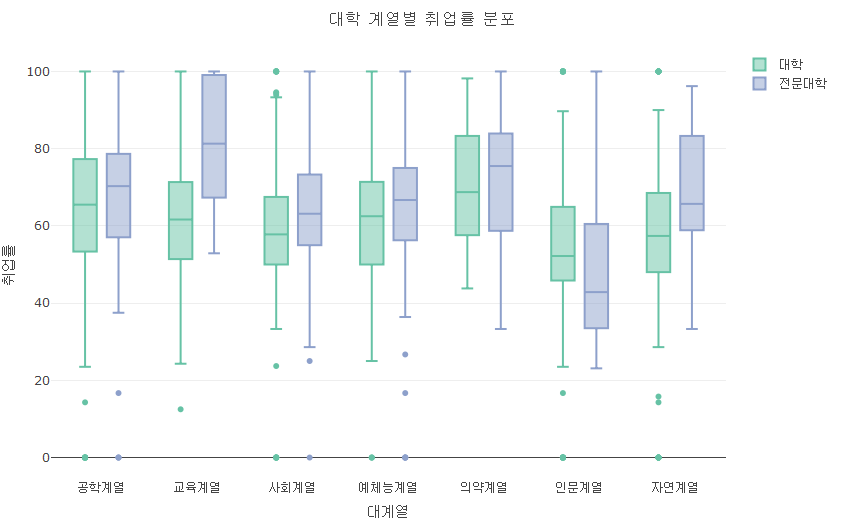 대학 계열별 취업률 분포
대학
전문대학
취업률
100
80
60
40
20
0
공학계열 교육계열 사회계열 예체능계열 의약계열 인문계열 자연계열
대계열